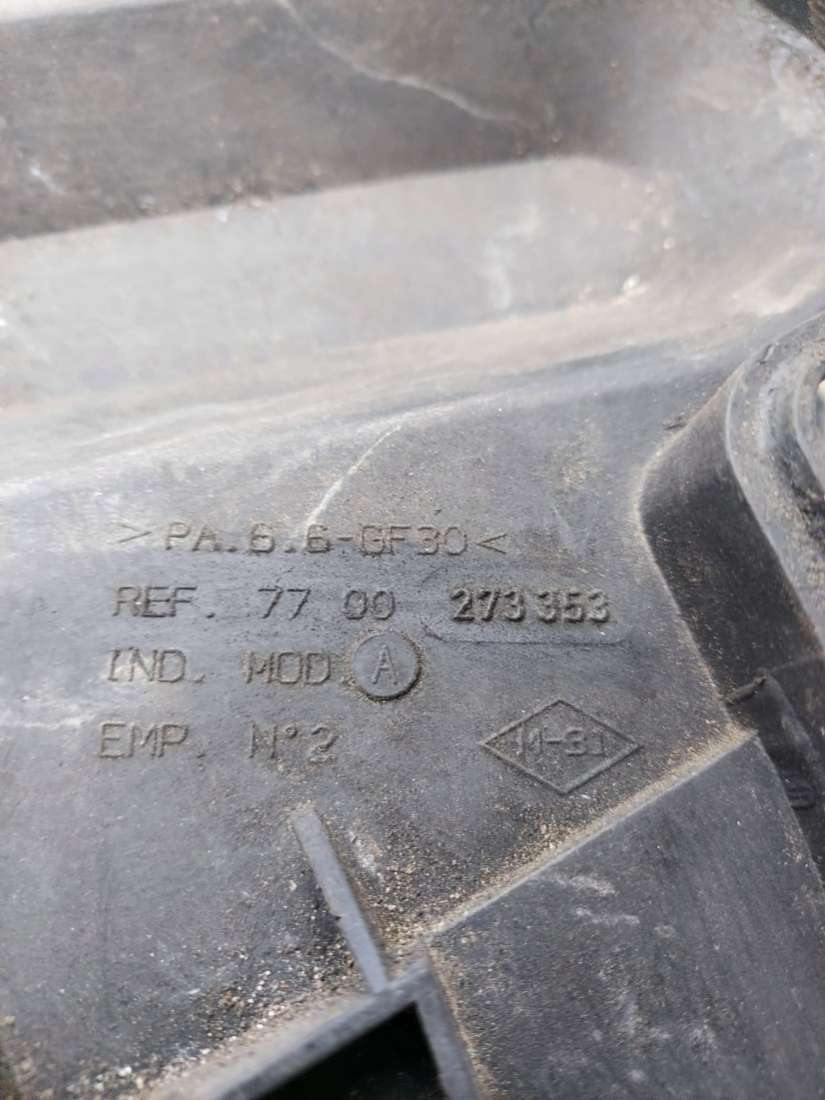 >PA.6.6-GF30<
REF. 77 00 273 353
IND. MOD. A
EMP. N°2
M-31